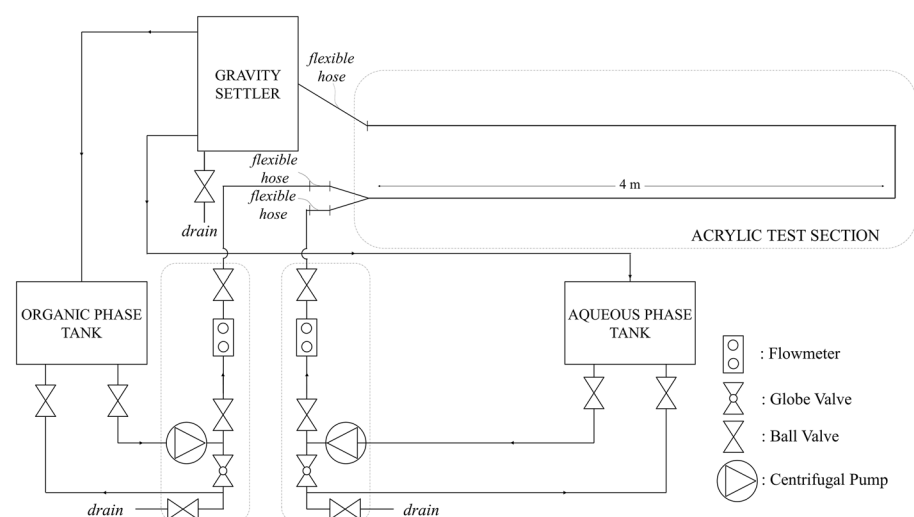 GRAVITY
SETTLER
flexible
hose
flexible
hose
flexible
hose
4 m
drain
ACRYLIC TEST SECTION
ORGANIC PHASE
TANK
AQUEOUS PHASE
TANK
: Flowmeter
: Globe Valve
: Ball Valve
: Centrifugal Pump
drain
drain